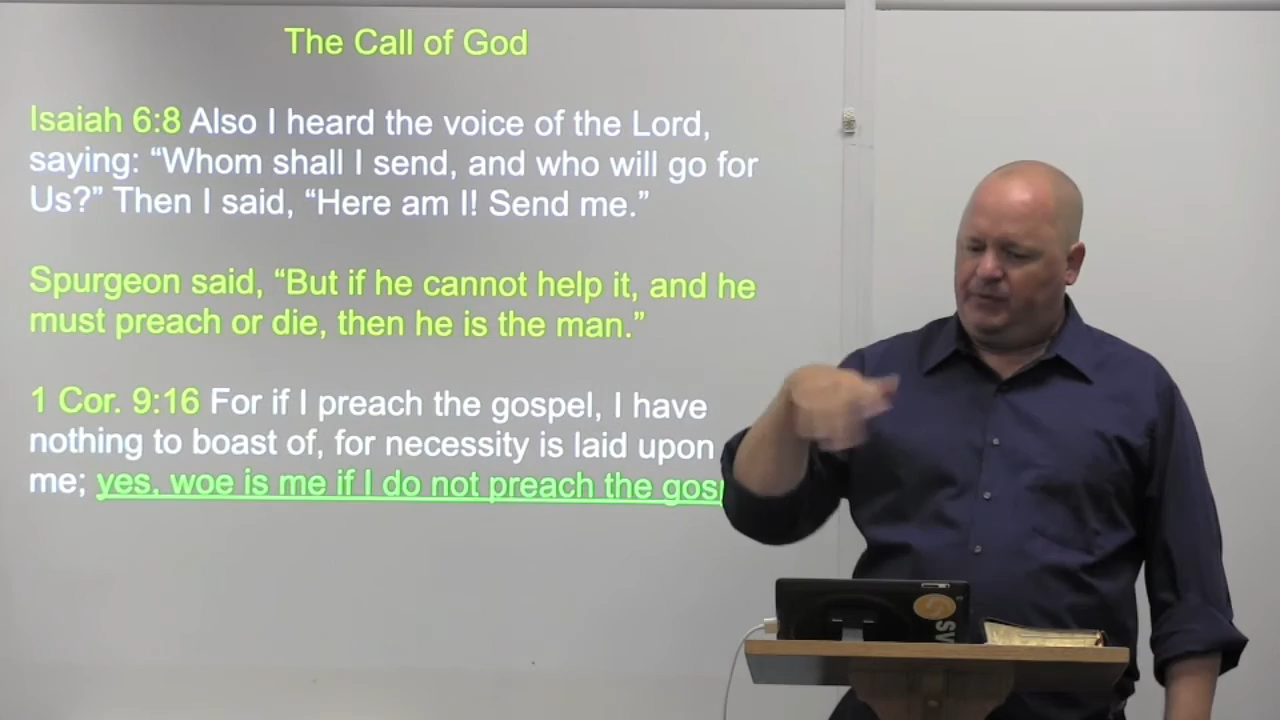 The Call of God
Isaiah 6:8 Also I heard the voice of the Lord,
saying: “Whom shall I send, and who will go for
Us?” Then I said, “Here am I! Send me.”
Spurgeon said, “But if he cannot help it, and he
must preach or die, then he is the man.”
1 Cor. 9:16 For if I preach the gospel, I have
nothing to boast of, for necessity is laid upon
me; yes, woe is me if I do not preach the
SV